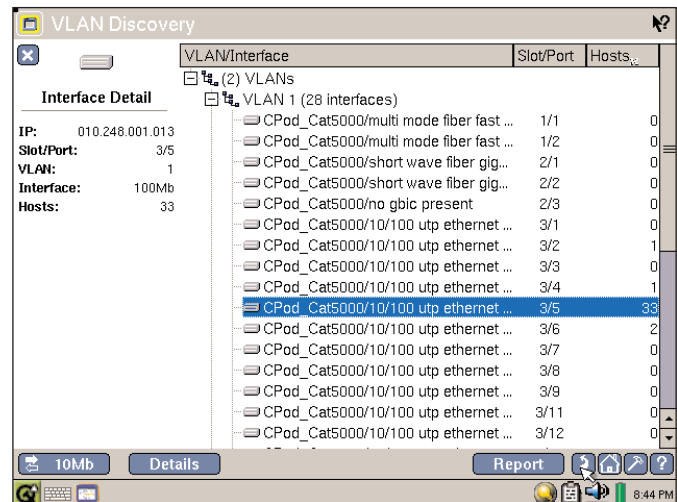 VLAN Discovery
VLAN/Interface Slot/Port Hosts
Interface Detail
IP: 010.248.001.013
Slot/Port: 3/5
VLAN: 1
Interface: 100Mb
Hosts: 33
(2) VLANs
VLAN 1 (28 interfaces)
CPod_Cat5000/multi mode fiber fast ... 1/1 0
CPod_Cat5000/multi mode fiber fast ... 1/2 0
CPod_Cat5000/short wave fiber gig... 2/1 0
CPod_Cat5000/short wave fiber gig... 2/2 0
CPod_Cat5000/no gbic present 2/3 0
CPod_Cat5000/10/100 utp ethernet ... 3/1 0
CPod_Cat5000/10/100 utp ethernet ... 3/2 1
CPod_Cat5000/10/100 utp ethernet ... 3/3 0
CPod_Cat5000/10/100 utp ethernet ... 3/4 1
CPod_Cat5000/10/100 utp ethernet ... 3/5 33
CPod_Cat5000/10/100 utp ethernet ... 3/6 2
CPod_Cat5000/10/100 utp ethernet ... 3/7 0
CPod_Cat5000/10/100 utp ethernet ... 3/8 0
CPod_Cat5000/10/100 utp ethernet ... 3/9 0
CPod_Cat5000/10/100 utp ethernet ... 3/11 0
CPod_Cat5000/10/100 utp ethernet ... 3/12 0
10Mb Details Report ?
8:44 PM